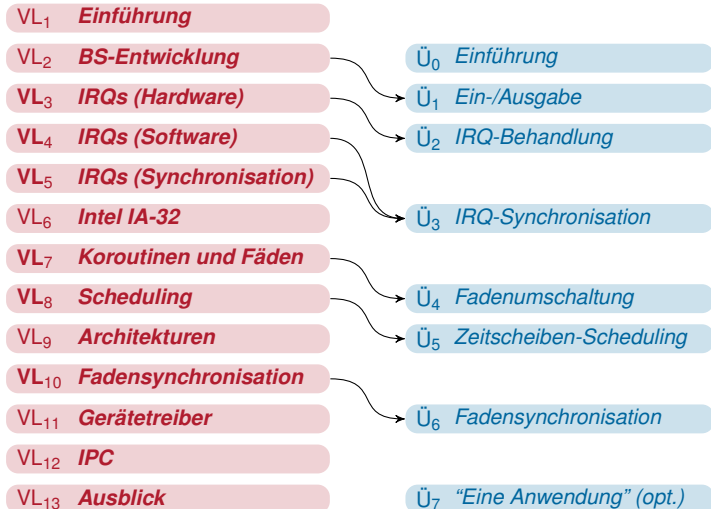 VL₁ Einführung
VL₂ BS-Entwicklung
Ü₀ Einführung
VL₃ IRQs (Hardware)
Ü₁ Ein-/Ausgabe
VL₄ IRQs (Software)
Ü₂ IRQ-Behandlung
VL₅ IRQs (Synchronisation)
VL₆ Intel IA-32
Ü₃ IRQ-Synchronisation
VL₇ Koroutinen und Fäden
VL₈ Scheduling
Ü₄ Fadenumschaltung
VL₉ Architekturen
Ü₅ Zeitscheiben-Scheduling
VL₁₀ Fadensynchronisation
VL₁₁ Gerätetreiber
Ü₆ Fadensynchronisation
VL₁₂ IPC
VL₁₃ Ausblick
Ü₇ “Eine Anwendung” (opt.)